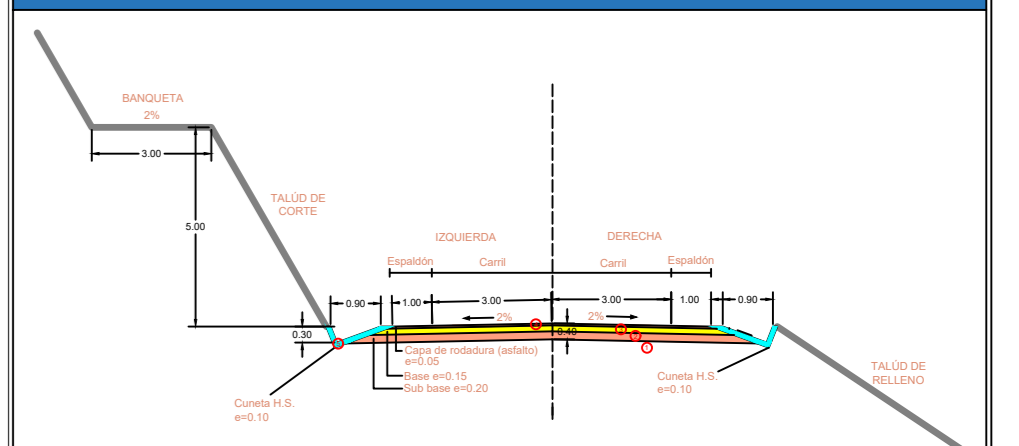 BANQUETA
2%
3.00
TALÚD DE
CORTE
5.00
IZQUIERDA
DERECHA
Espaldón
Carril
Carril
Espaldón
0.90
1.00
3.00
3.00
1.00
0.90
2%
2%
0.30
0.40
Capa de rodadura (asfalto)
e=0.05
Base e=0.15
Sub base e=0.20
Cuneta H.S.
e=0.10
Cuneta H.S.
e=0.10
TALÚD DE
RELLENO